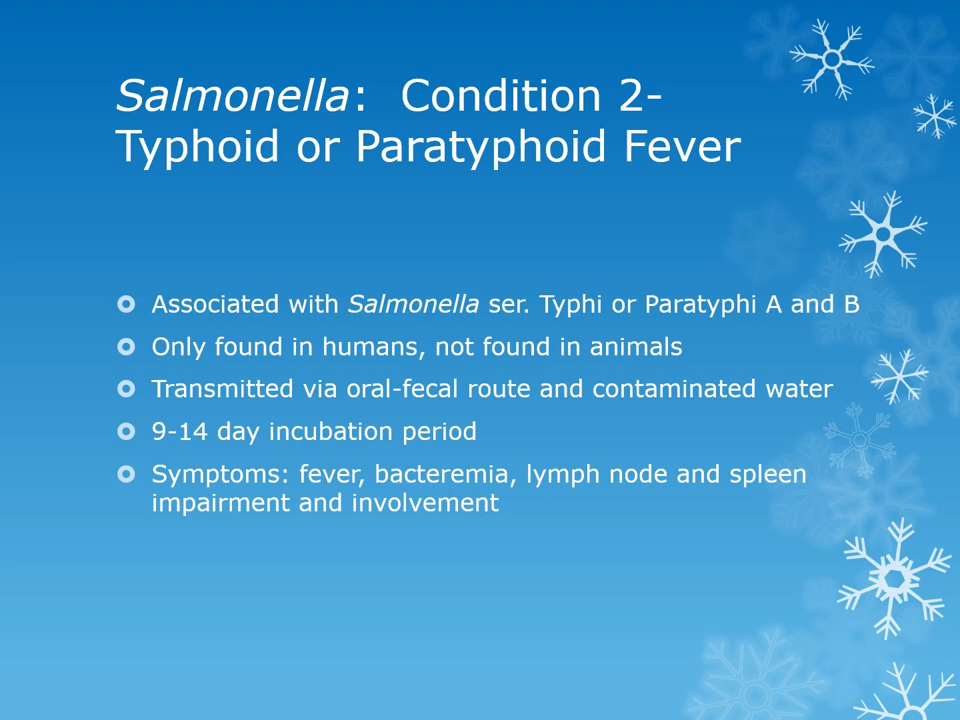 Salmonella: Condition 2-
Typhoid or Paratyphoid Fever
Associated with Salmonella ser. Typhi or Paratyphi A and B
Only found in humans, not found in animals
Transmitted via oral-fecal route and contaminated water
9-14 day incubation period
Symptoms: fever, bacteremia, lymph node and spleen
impairment and involvement